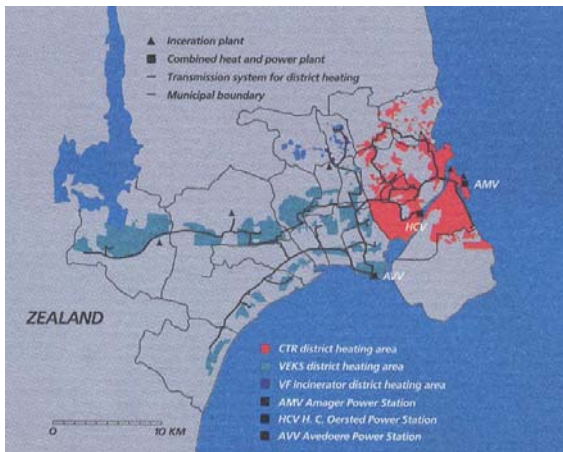 Inceration plant
Combined heat and power plant
Transmission system for district heating
Municipal boundary
AMV
HCV
AVV
ZEALAND
CTR district heating area
VEKS district heating area
VF incinerator district heating area
AMV Amager Power Station
HCV H. C. Oersted Power Station
AVV Avedoere Power Station
0 10 KM